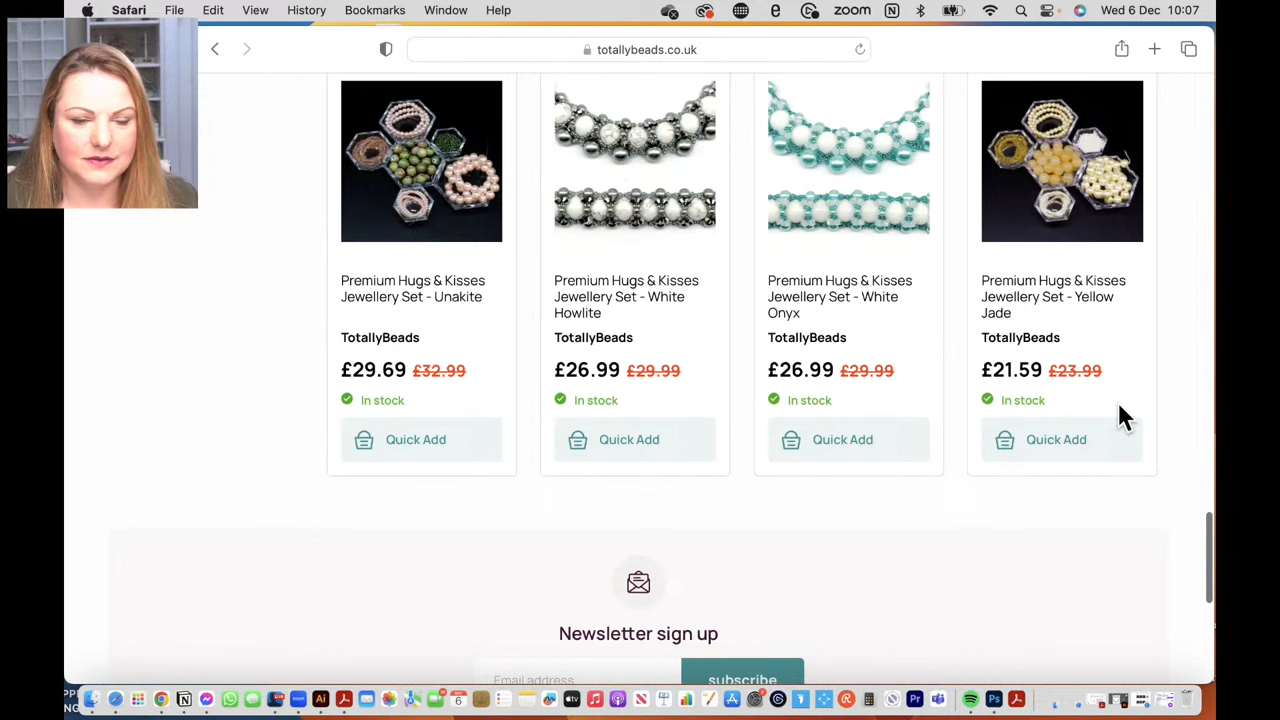 Safari File Edit View History Bookmarks Window Help zoom Wed 6 Dec 10:07
totallybeads.co.uk
Premium Hugs & Kisses
Jewellery Set - Unakite
TotallyBeads
£29.69 £32.99
In stock
Quick Add
Premium Hugs & Kisses
Jewellery Set - White
Howlite
TotallyBeads
£26.99 £29.99
In stock
Quick Add
Premium Hugs & Kisses
Jewellery Set - White
Onyx
TotallyBeads
£26.99 £29.99
In stock
Quick Add
Premium Hugs & Kisses
Jewellery Set - Yellow
Jade
TotallyBeads
£21.59 £23.99
In stock
Quick Add
Newsletter sign up
Email address subscribe